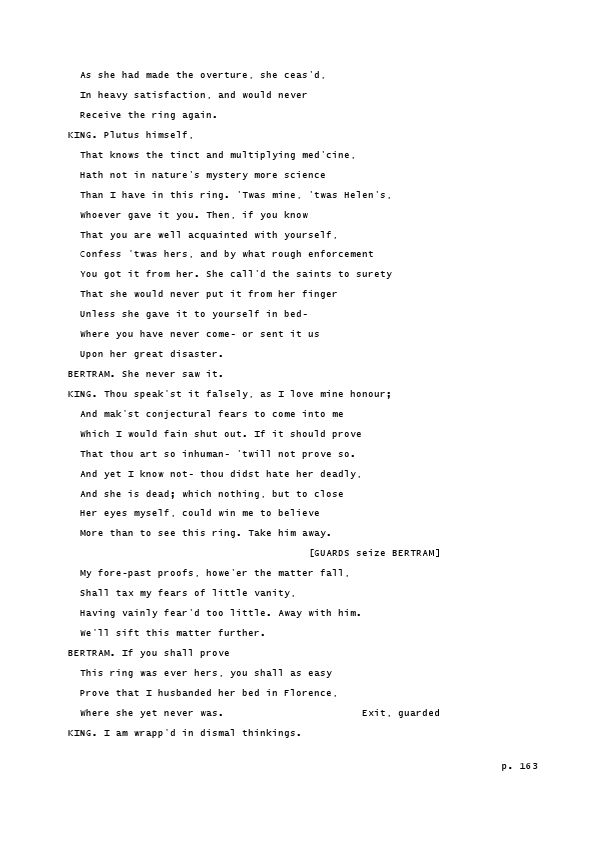 As she had made the overture, she ceas'd,
In heavy satisfaction, and would never
Receive the ring again.
KING. Plutus himself,
That knows the tinct and multiplying med'cine,
Hath not in nature's mystery more science
Than I have in this ring. 'Twas mine, 'twas Helen's,
Whoever gave it you. Then, if you know
That you are well acquainted with yourself,
Confess 'twas hers, and by what rough enforcement
You got it from her. She call'd the saints to surety
That she would never put it from her finger
Unless she gave it to yourself in bed-
Where you have never come- or sent it us
Upon her great disaster.
BERTRAM. She never saw it.
KING. Thou speak'st it falsely, as I love mine honour;
And mak'st conjectural fears to come into me
Which I would fain shut out. If it should prove
That thou art so inhuman- 'twill not prove so.
And yet I know not- thou didst hate her deadly,
And she is dead; which nothing, but to close
Her eyes myself, could win me to believe
More than to see this ring. Take him away.
[GUARDS seize BERTRAM]
My fore-past proofs, howe'er the matter fall,
Shall tax my fears of little vanity,
Having vainly fear'd too little. Away with him.
We'll sift this matter further.
BERTRAM. If you shall prove
This ring was ever hers, you shall as easy
Prove that I husbanded her bed in Florence,
Where she yet never was. Exit, guarded
KING. I am wrapp'd in dismal thinkings.
p. 163